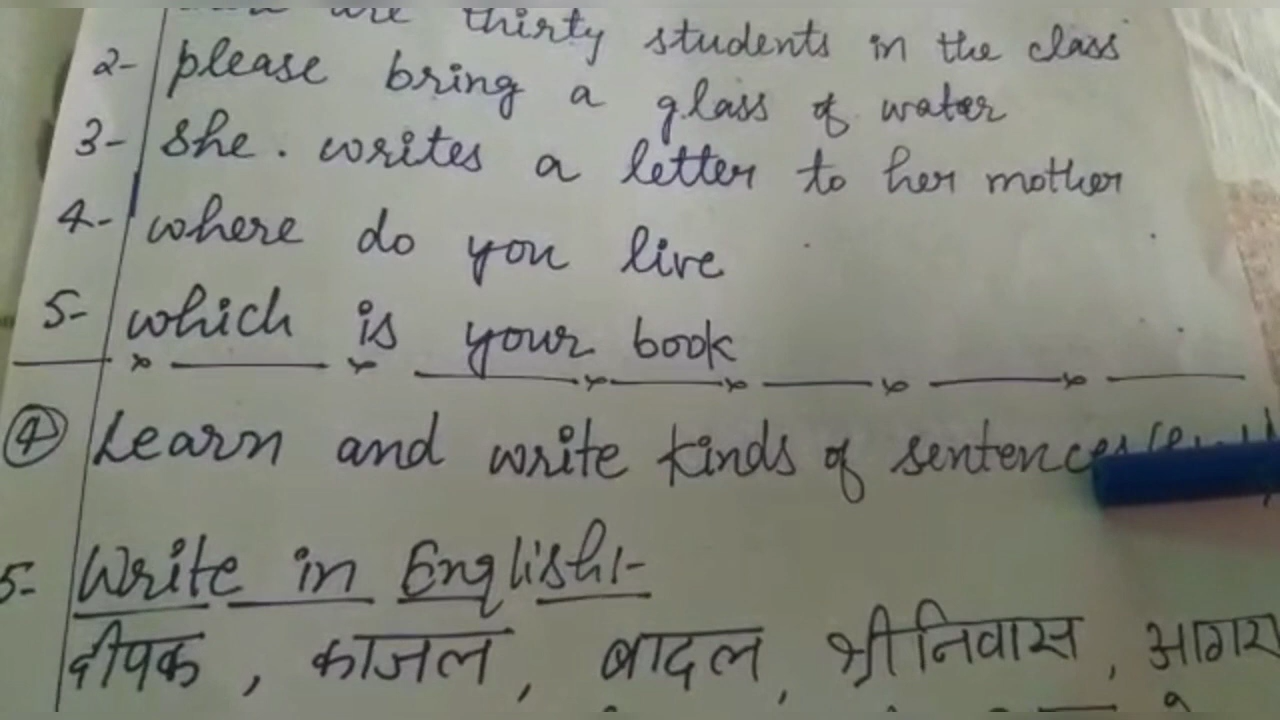 are thirty students in the class
2- please bring a glass of water
3- She. writes a letter to her mother
4- where do you live
5- which is your book
④ Learn and write kinds of sentences
5- Write in English:-
दीपक, काजल, बादल, श्रीनिवास,